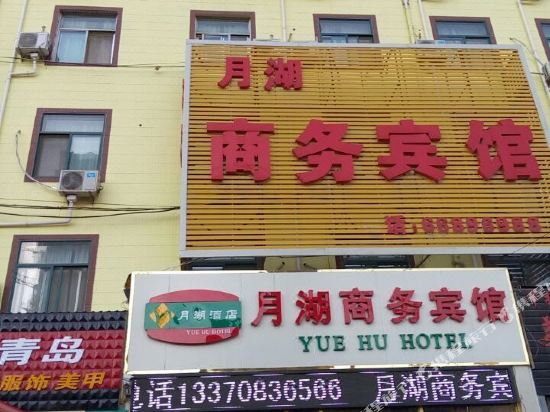 月湖
商务宾馆
话:
月湖酒店
YUE HU HOTEL
月湖商务宾馆
YUE HU HOTEL
青岛
服饰 美甲
电话13370836566 月湖商务宾